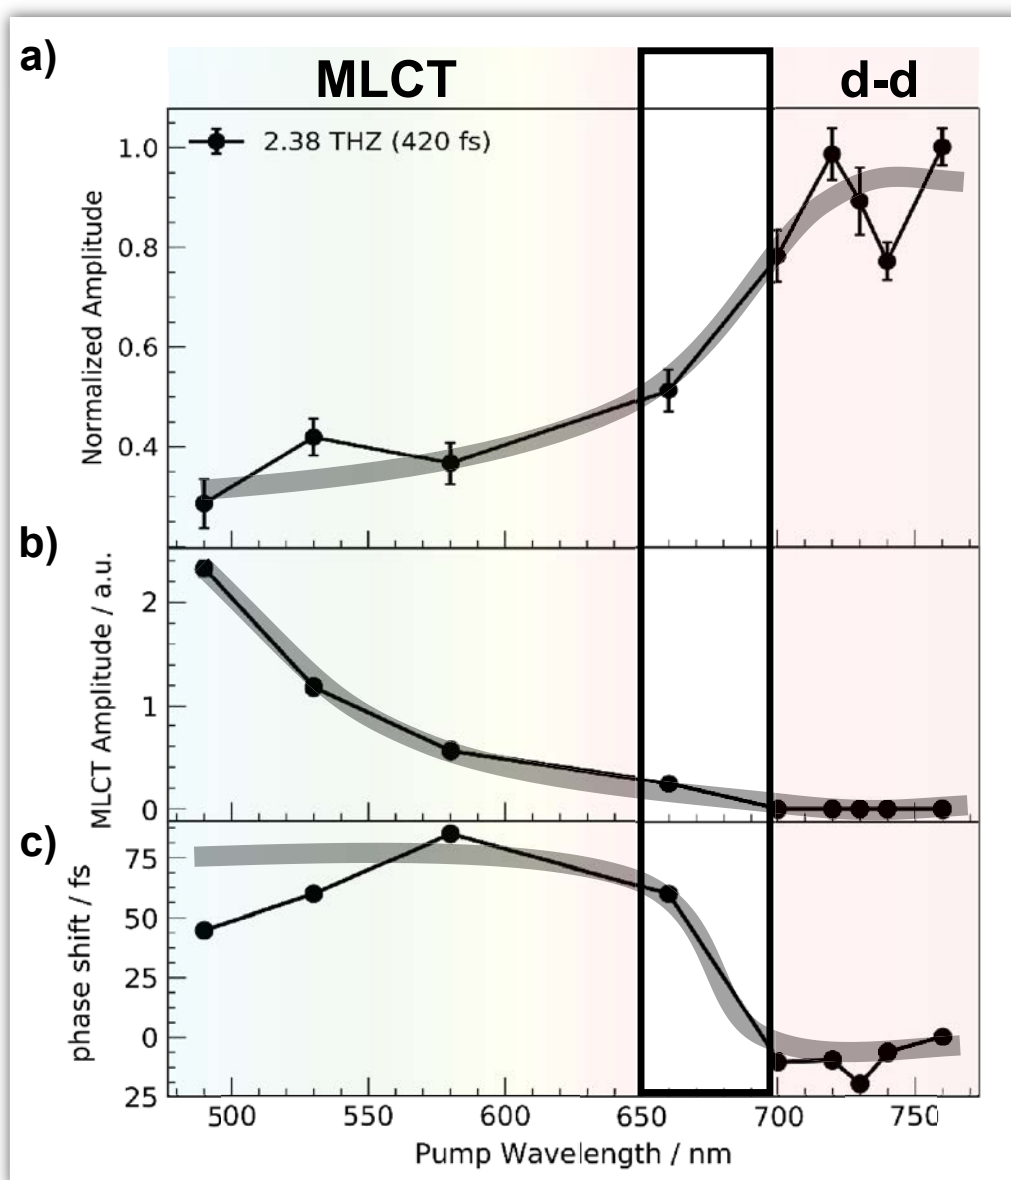 a)
MLCT
d-d
2.38 THZ (420 fs)
1.0
0.8
0.6
0.4
Normalized Amplitude
b)
2
1
0
MLCT Amplitude / a.u.
c)
75
50
25
0
25
phase shift / fs
500
550
600
650
700
750
Pump Wavelength / nm